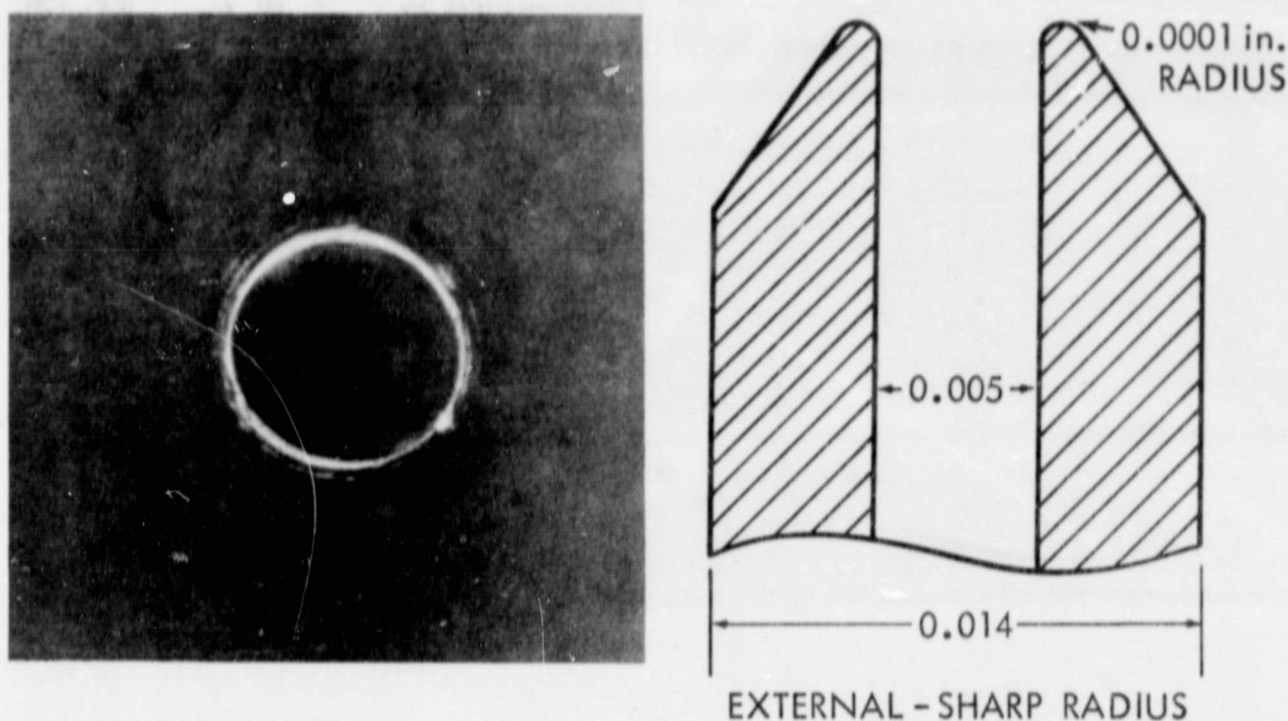 0.0001 in.
RADIUS
0.005
0.014
EXTERNAL - SHARP RADIUS